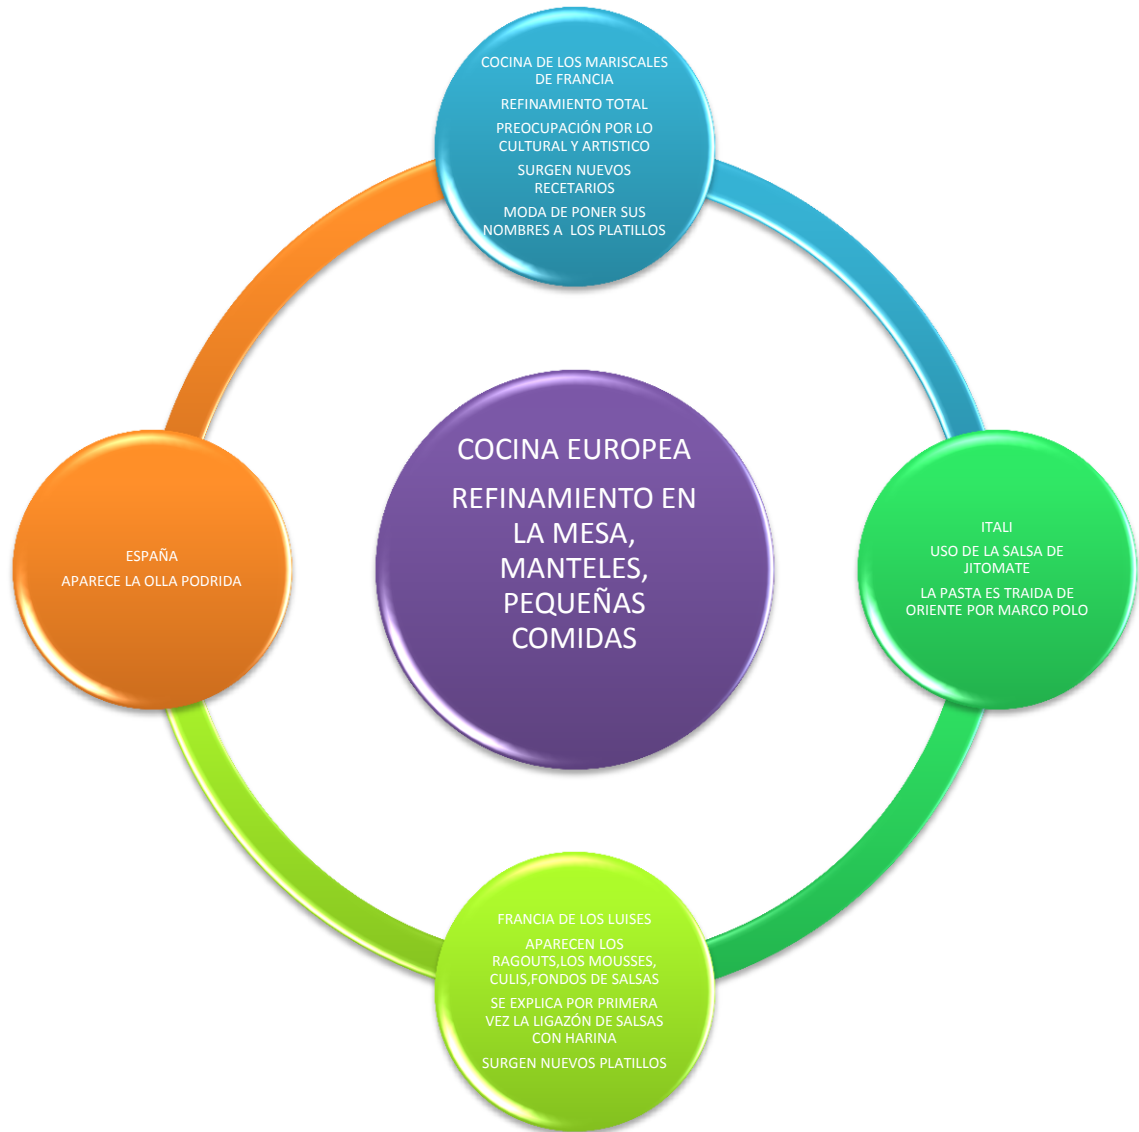 COCINA DE LOS MARISCALES
DE FRANCIA
REFINAMIENTO TOTAL
PREOCUPACIÓN POR LO
CULTURAL Y ARTISTICO
SURGEN NUEVOS
RECETARIOS
MODA DE PONER SUS
NOMBRES A LOS PLATILLOS
COCINA EUROPEA
REFINAMIENTO EN
LA MESA,
MANTELES,
PEQUEÑAS
COMIDAS
ITALI
USO DE LA SALSA DE
JITOMATE
LA PASTA ES TRAIDA DE
ORIENTE POR MARCO POLO
FRANCIA DE LOS LUISES
APARECEN LOS
RAGOUTS,LOS MOUSSES,
CULIS,FONDOS DE SALSAS
SE EXPLICA POR PRIMERA
VEZ LA LIGAZÓN DE SALSAS
CON HARINA
SURGEN NUEVOS PLATILLOS
ESPAÑA
APARECE LA OLLA PODRIDA